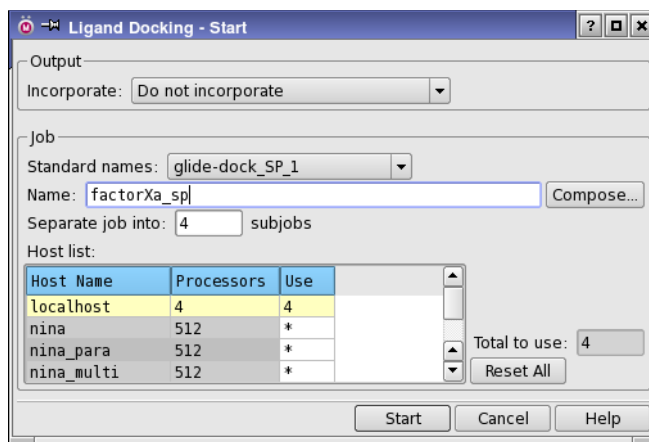 Ligand Docking - Start
Output
Incorporate: Do not incorporate
Job
Standard names: glide-dock_SP_1
Name: factorXa_sp Compose...
Separate job into: 4 subjobs
Host list:
Host Name Processors Use
localhost 4 4
nina 512 *
nina_para 512 *
nina_multi 512 *
Total to use: 4
Reset All
Start Cancel Help